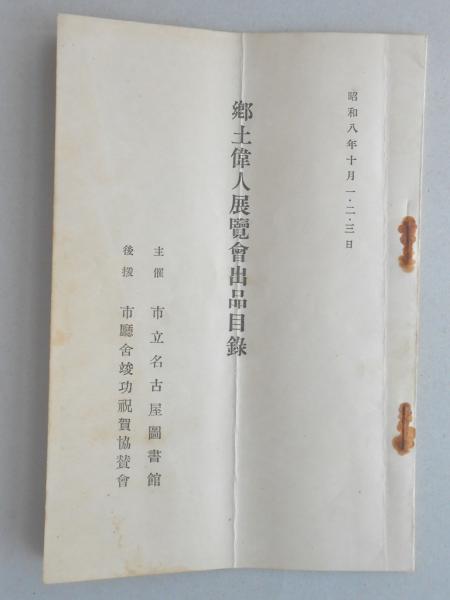 昭和八年十月一・二・三日
鄕土偉人展覽會出品目錄
主催 市立名古屋圖書館
後援 市廳舍竣功祝賀協贊會